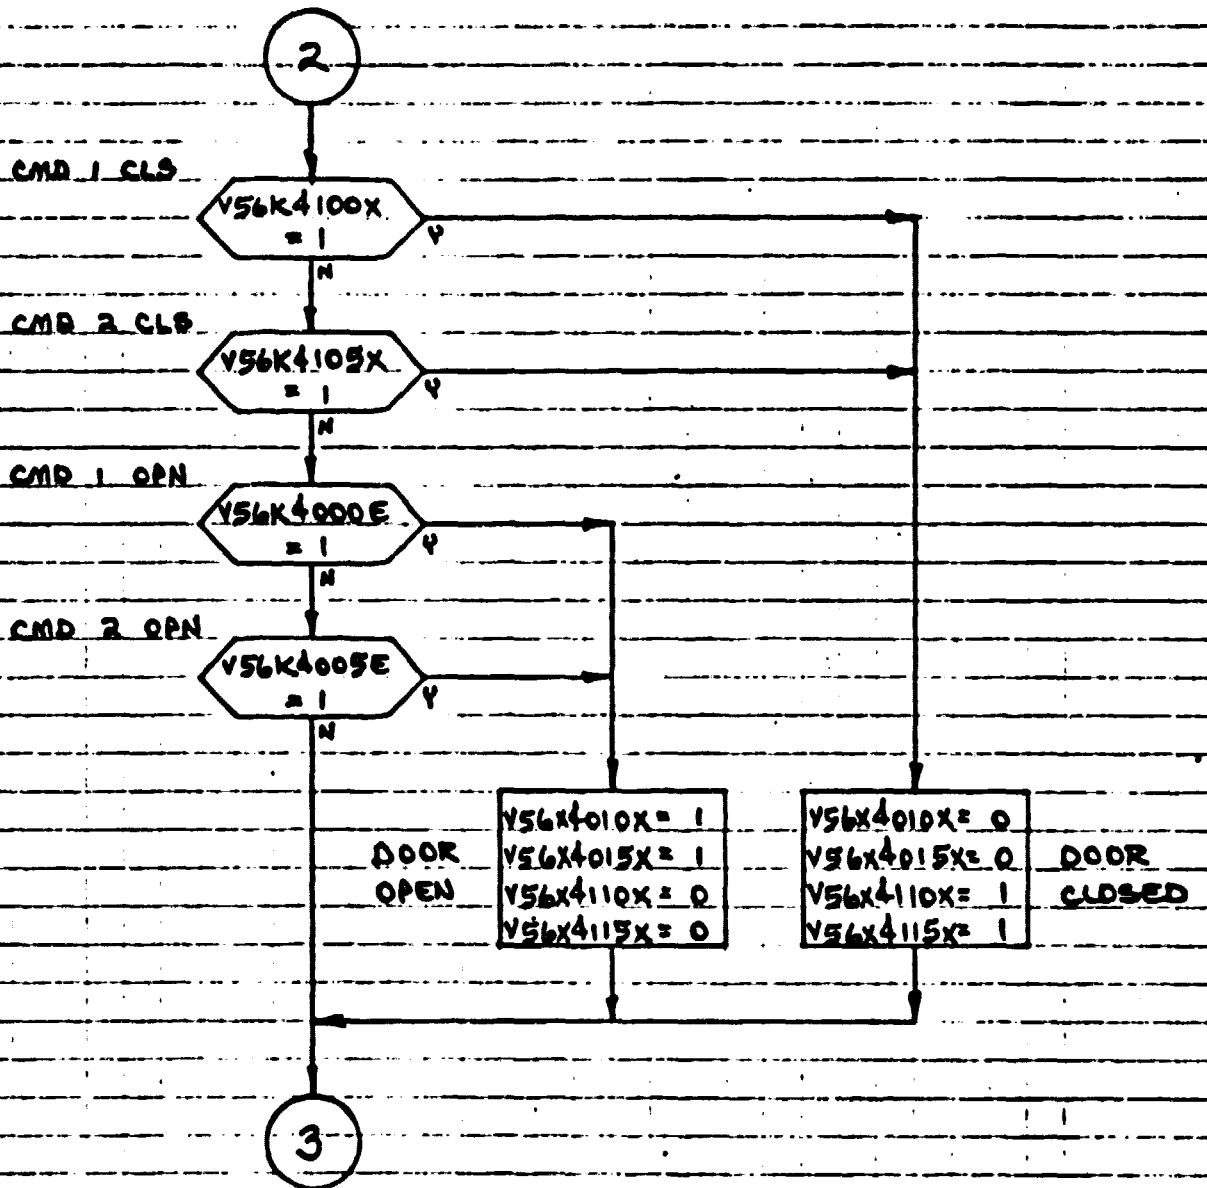 2
CMD 1 CLS
V56K4100X
= 1
Y
N
CMD 2 CLS
V56K4105X
= 1
Y
N
CMD 1 OPN
V56K4000E
= 1
Y
N
CMD 2 OPN
V56K4005E
= 1
Y
N
DOOR
OPEN
V56X4010X= 1
V56X4015X= 1
V56X4110X= 0
V56X4115X= 0
V56X4010X= 0
V56X4015X= 0
V56X4110X= 1
V56X4115X= 1
DOOR
CLOSED
3